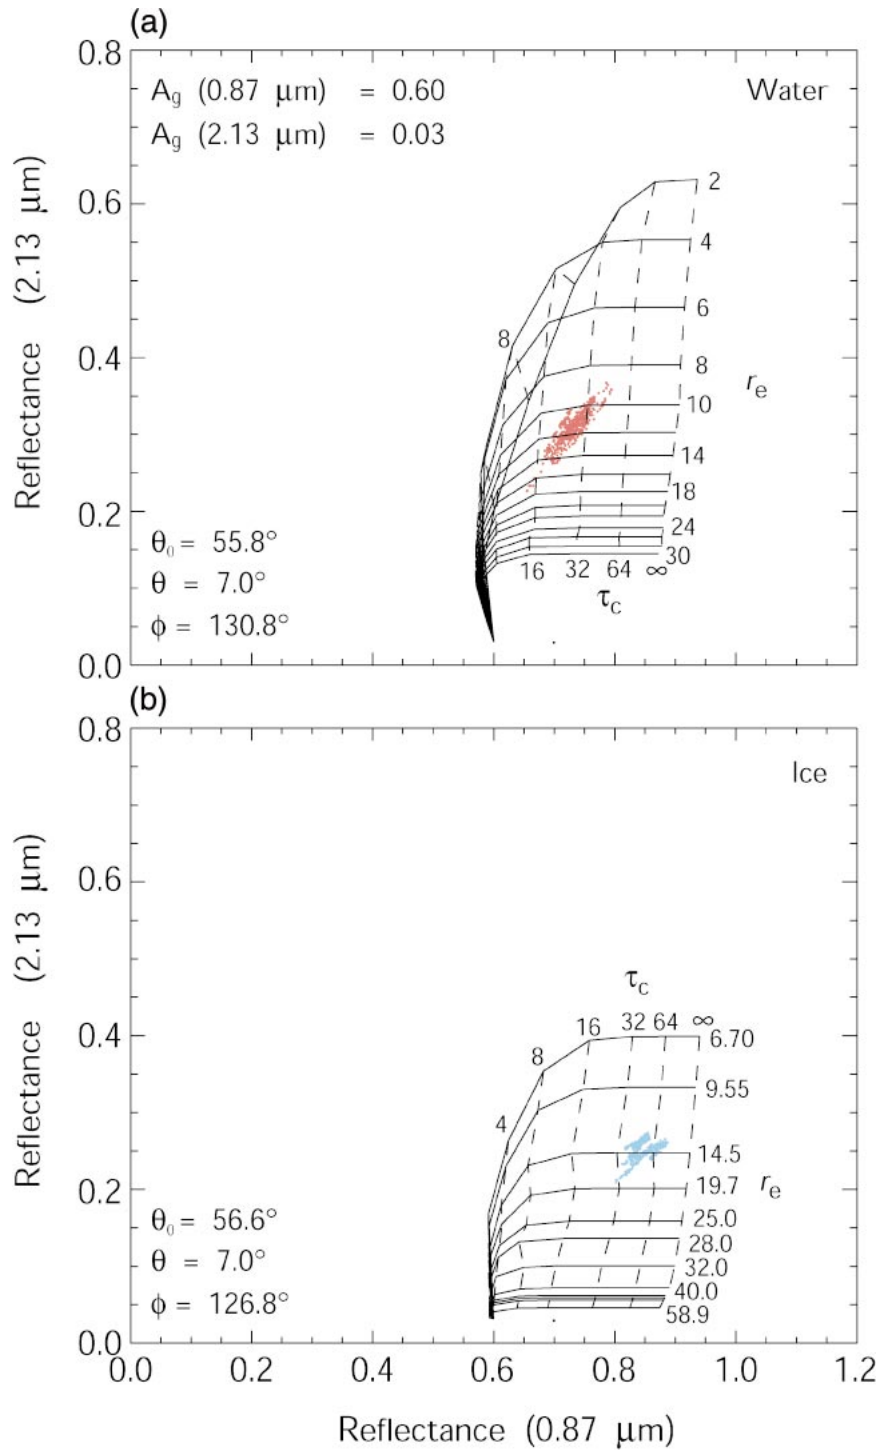 (a)
0.8
A_g (0.87 μm) = 0.60
Water
A_g (2.13 μm) = 0.03
2
0.6
4
6
8
0.4
8
r_e
10
14
18
0.2
24
θ₀ = 55.8°
30
16 32 64 ∞
θ = 7.0°
τ_c
φ = 130.8°
0.0
Reflectance (2.13 μm)
(b)
0.8
Ice
0.6
τ_c
16 32 64 ∞
0.4
6.70
8
9.55
4
14.5
r_e
0.2
19.7
θ₀ = 56.6°
25.0
28.0
θ = 7.0°
32.0
40.0
φ = 126.8°
58.9
0.0
Reflectance (2.13 μm)
0.0 0.2 0.4 0.6 0.8 1.0 1.2
Reflectance (0.87 μm)